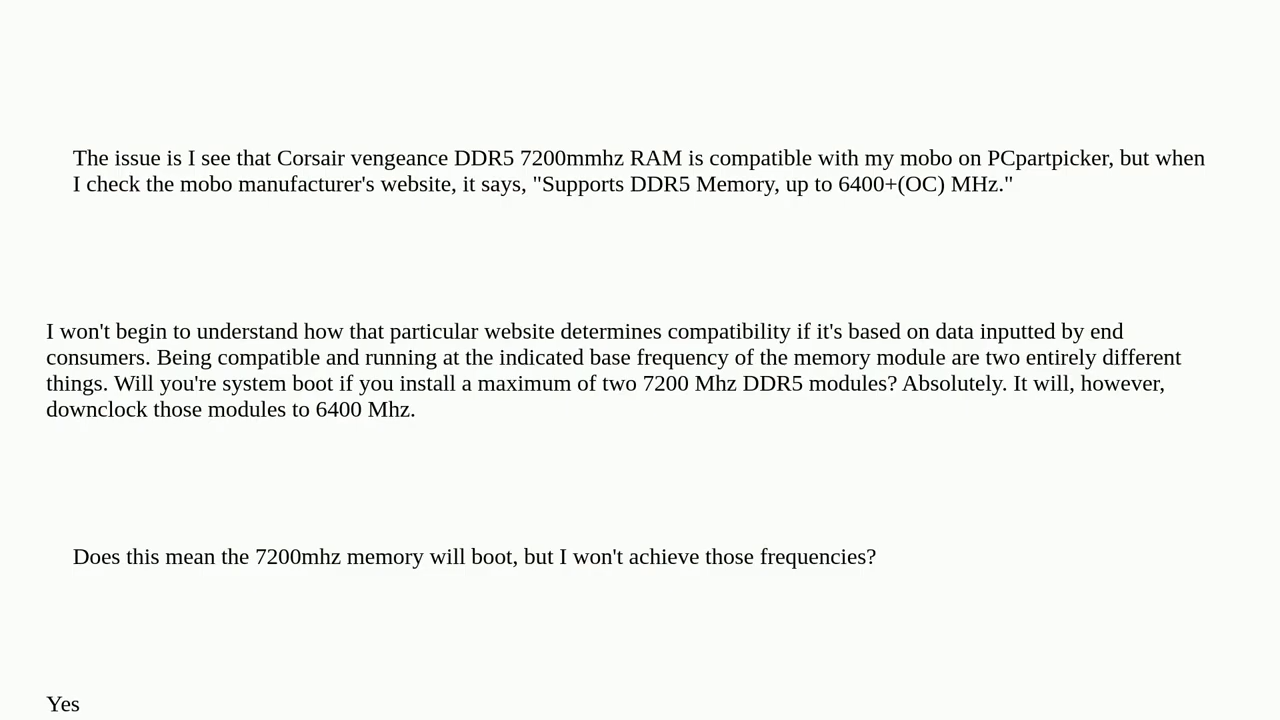 The issue is I see that Corsair vengeance DDR5 7200mmhz RAM is compatible with my mobo on PCpartpicker, but when
I check the mobo manufacturer's website, it says, "Supports DDR5 Memory, up to 6400+(OC) MHz."
I won't begin to understand how that particular website determines compatibility if it's based on data inputted by end
consumers. Being compatible and running at the indicated base frequency of the memory module are two entirely different
things. Will you're system boot if you install a maximum of two 7200 Mhz DDR5 modules? Absolutely. It will, however,
downclock those modules to 6400 Mhz.
Does this mean the 7200mhz memory will boot, but I won't achieve those frequencies?
Yes